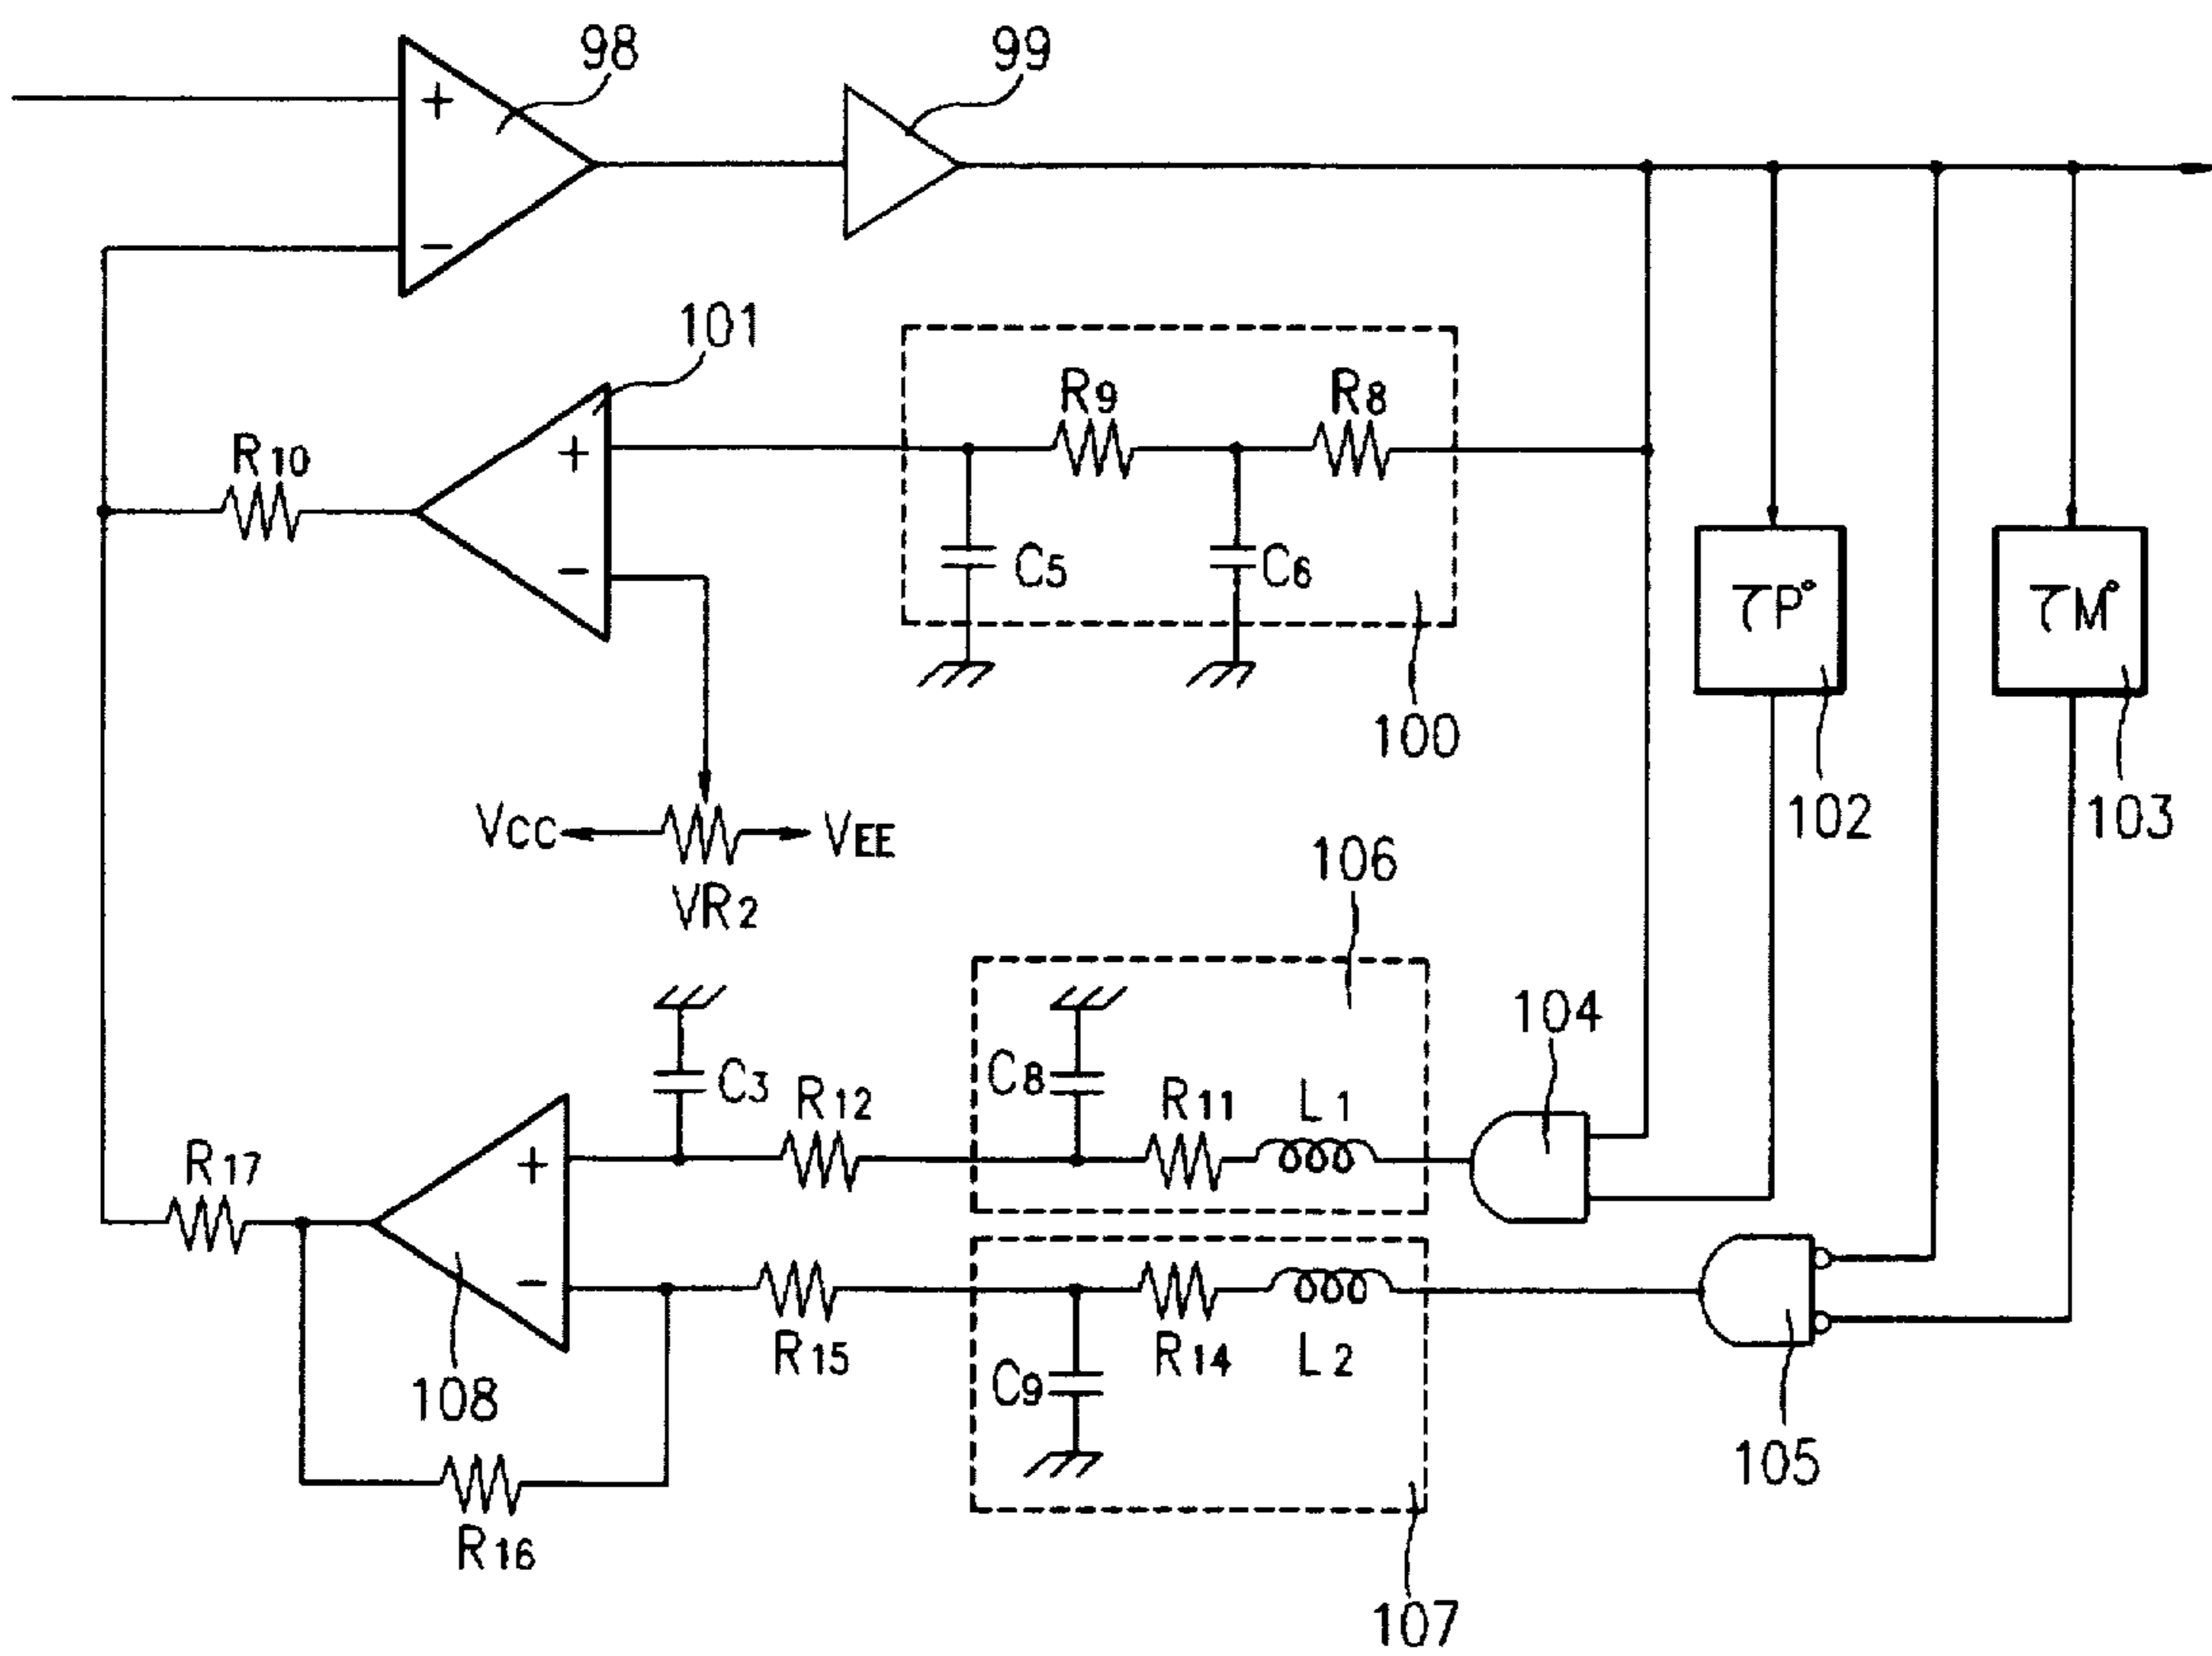 98
99
+
−
101
R10
+
−
R9
R8
C5
C6
100
τP°
102
τM°
103
VCC
VEE
VR2
106
104
C3
R12
C8
R11
L1
R17
+
−
108
R15
C9
R14
L2
105
R16
107